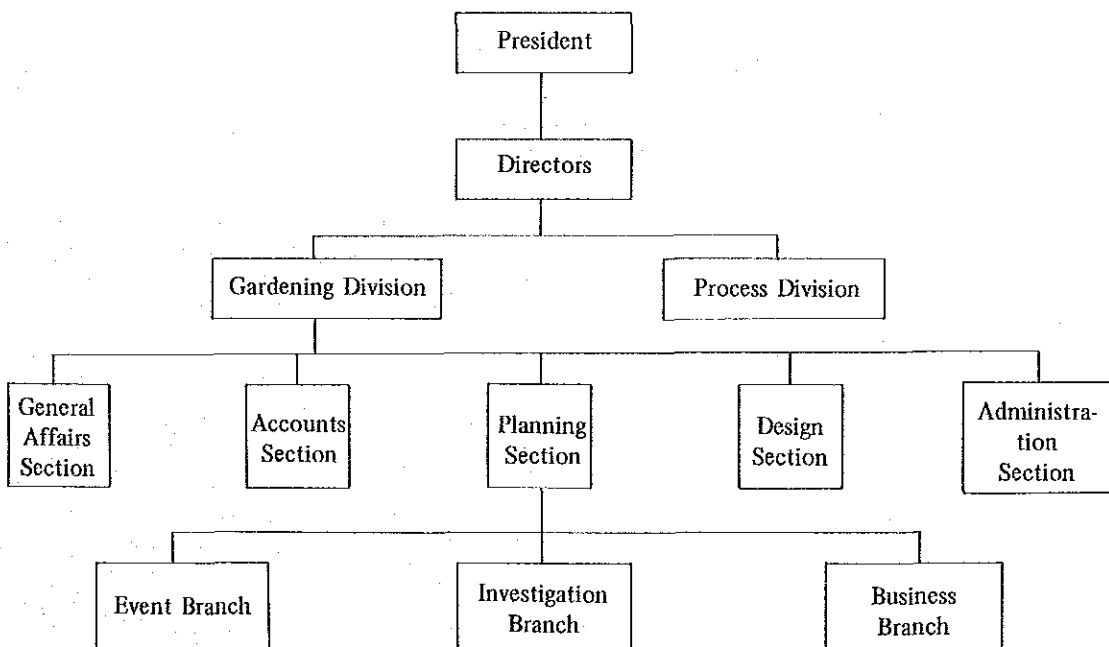 President
Directors
Gardening Division
Process Division
General
Affairs
Section
Accounts
Section
Planning
Section
Design
Section
Administra-
tion
Section
Event Branch
Investigation
Branch
Business
Branch